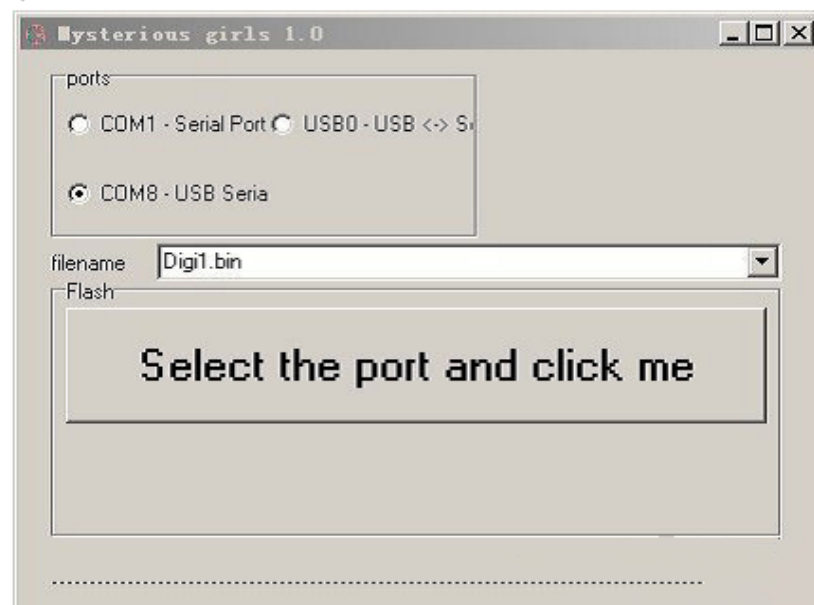 Mysterious girls 1.0
ports
COM1 - Serial Port USB0 - USB <-> Se
COM8 - USB Seria
filename Digi1.bin
Flash
Select the port and click me